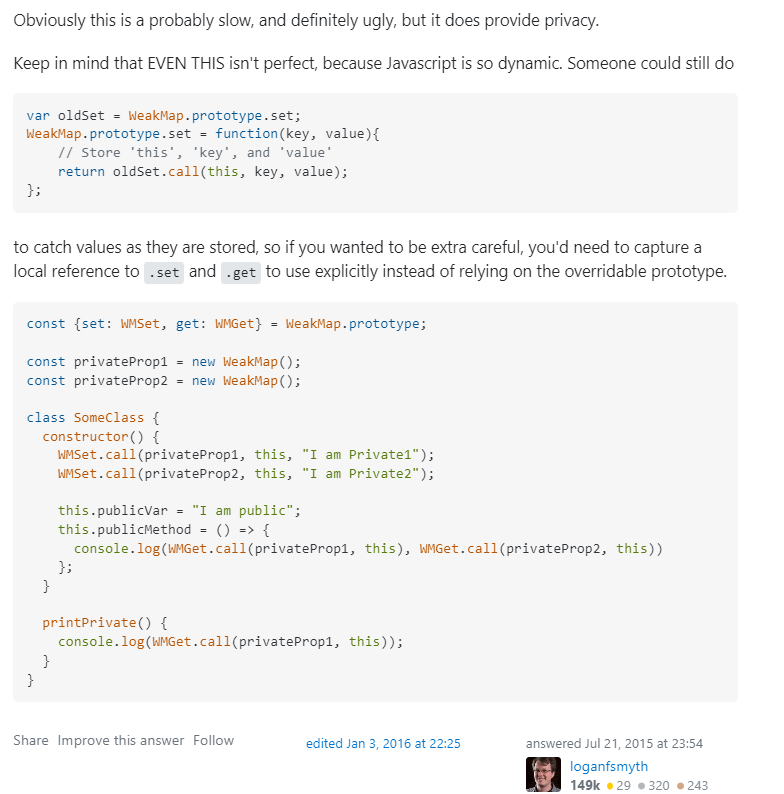 Obviously this is a probably slow, and definitely ugly, but it does provide privacy.
Keep in mind that EVEN THIS isn't perfect, because Javascript is so dynamic. Someone could still do
var oldSet = WeakMap.prototype.set;
WeakMap.prototype.set = function(key, value){
    // Store 'this', 'key', and 'value'
    return oldSet.call(this, key, value);
};
to catch values as they are stored, so if you wanted to be extra careful, you'd need to capture a
local reference to .set and .get to use explicitly instead of relying on the overridable prototype.
const {set: WMSet, get: WMGet} = WeakMap.prototype;
const privateProp1 = new WeakMap();
const privateProp2 = new WeakMap();
class SomeClass {
  constructor() {
    WMSet.call(privateProp1, this, "I am Private1");
    WMSet.call(privateProp2, this, "I am Private2");
    this.publicVar = "I am public";
    this.publicMethod = () => {
      console.log(WMGet.call(privateProp1, this), WMGet.call(privateProp2, this))
    };
  }
  printPrivate() {
    console.log(WMGet.call(privateProp1, this));
  }
}
Share Improve this answer Follow
edited Jan 3, 2016 at 22:25
answered Jul 21, 2015 at 23:54
loganfsmyth
149k 29 320 243